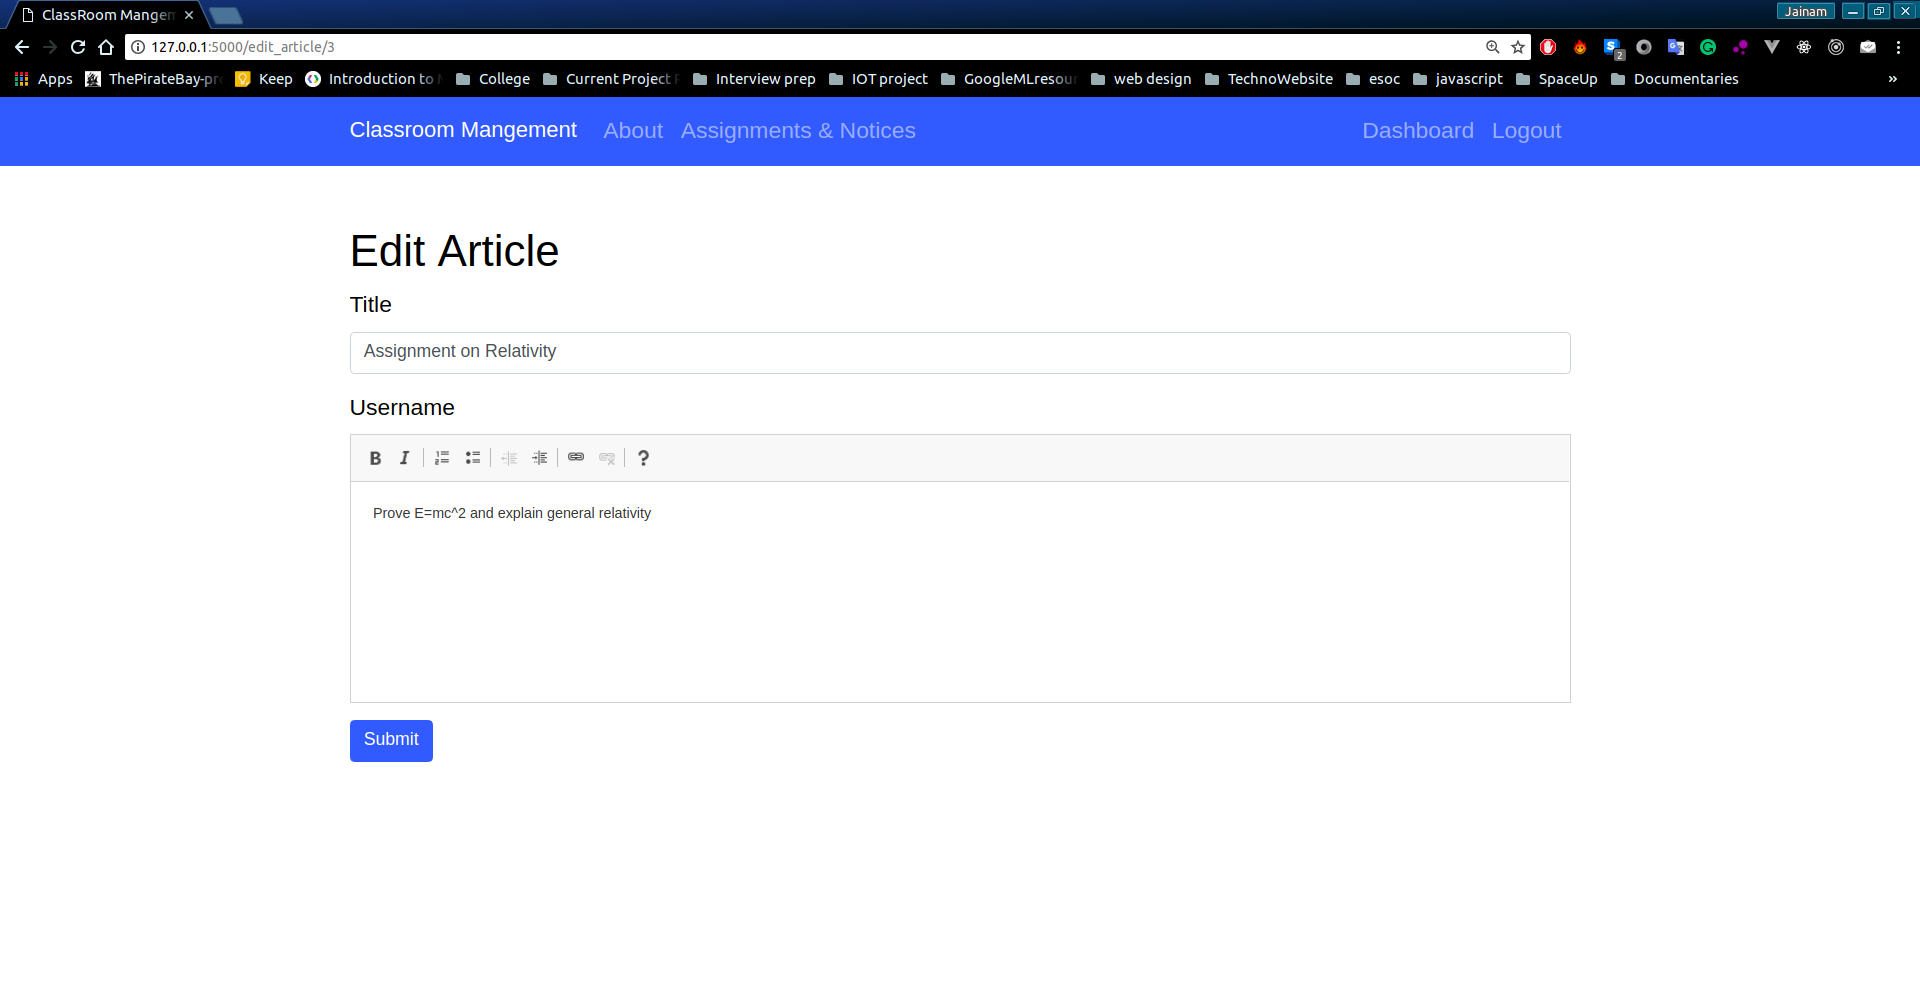 ClassRoom Mangem
Jainam
127.0.0.1:5000/edit_article/3
2
Apps ThePirateBay-pr Keep Introduction to College Current Project Interview prep IOT project GoogleMLresour web design TechnoWebsite esoc javascript SpaceUp Documentaries »
Classroom Mangement About Assignments & Notices Dashboard Logout
Edit Article
Title
Assignment on Relativity
Username
B I ?
Prove E=mc^2 and explain general relativity
Submit